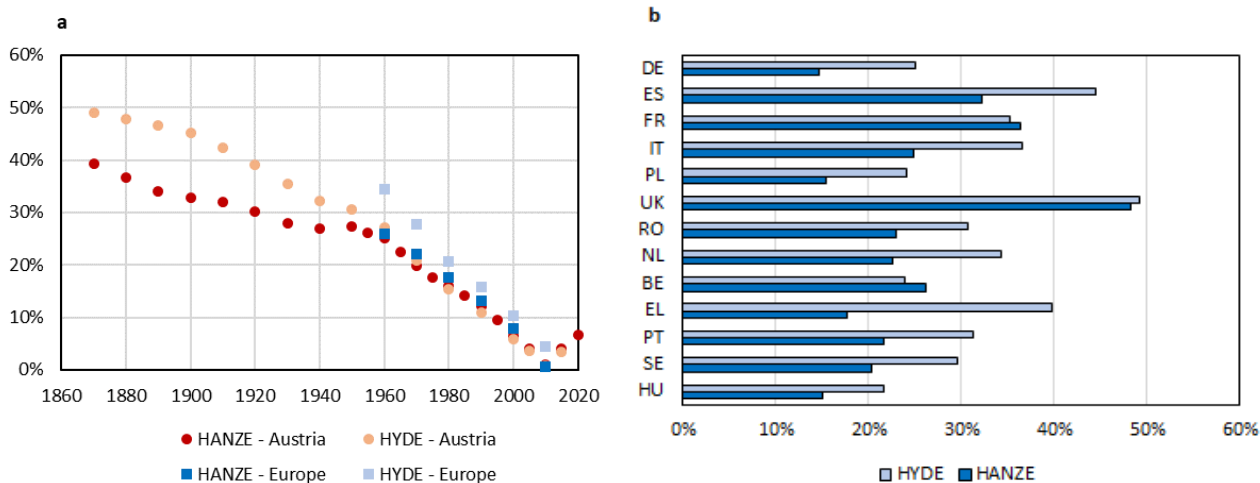 a
60%
50%
40%
30%
20%
10%
0%
1860 1880 1900 1920 1940 1960 1980 2000 2020
HANZE - Austria HYDE - Austria
HANZE - Europe HYDE - Europe
b
DE
ES
FR
IT
PL
UK
RO
NL
BE
EL
PT
SE
HU
0% 10% 20% 30% 40% 50% 60%
HYDE HANZE